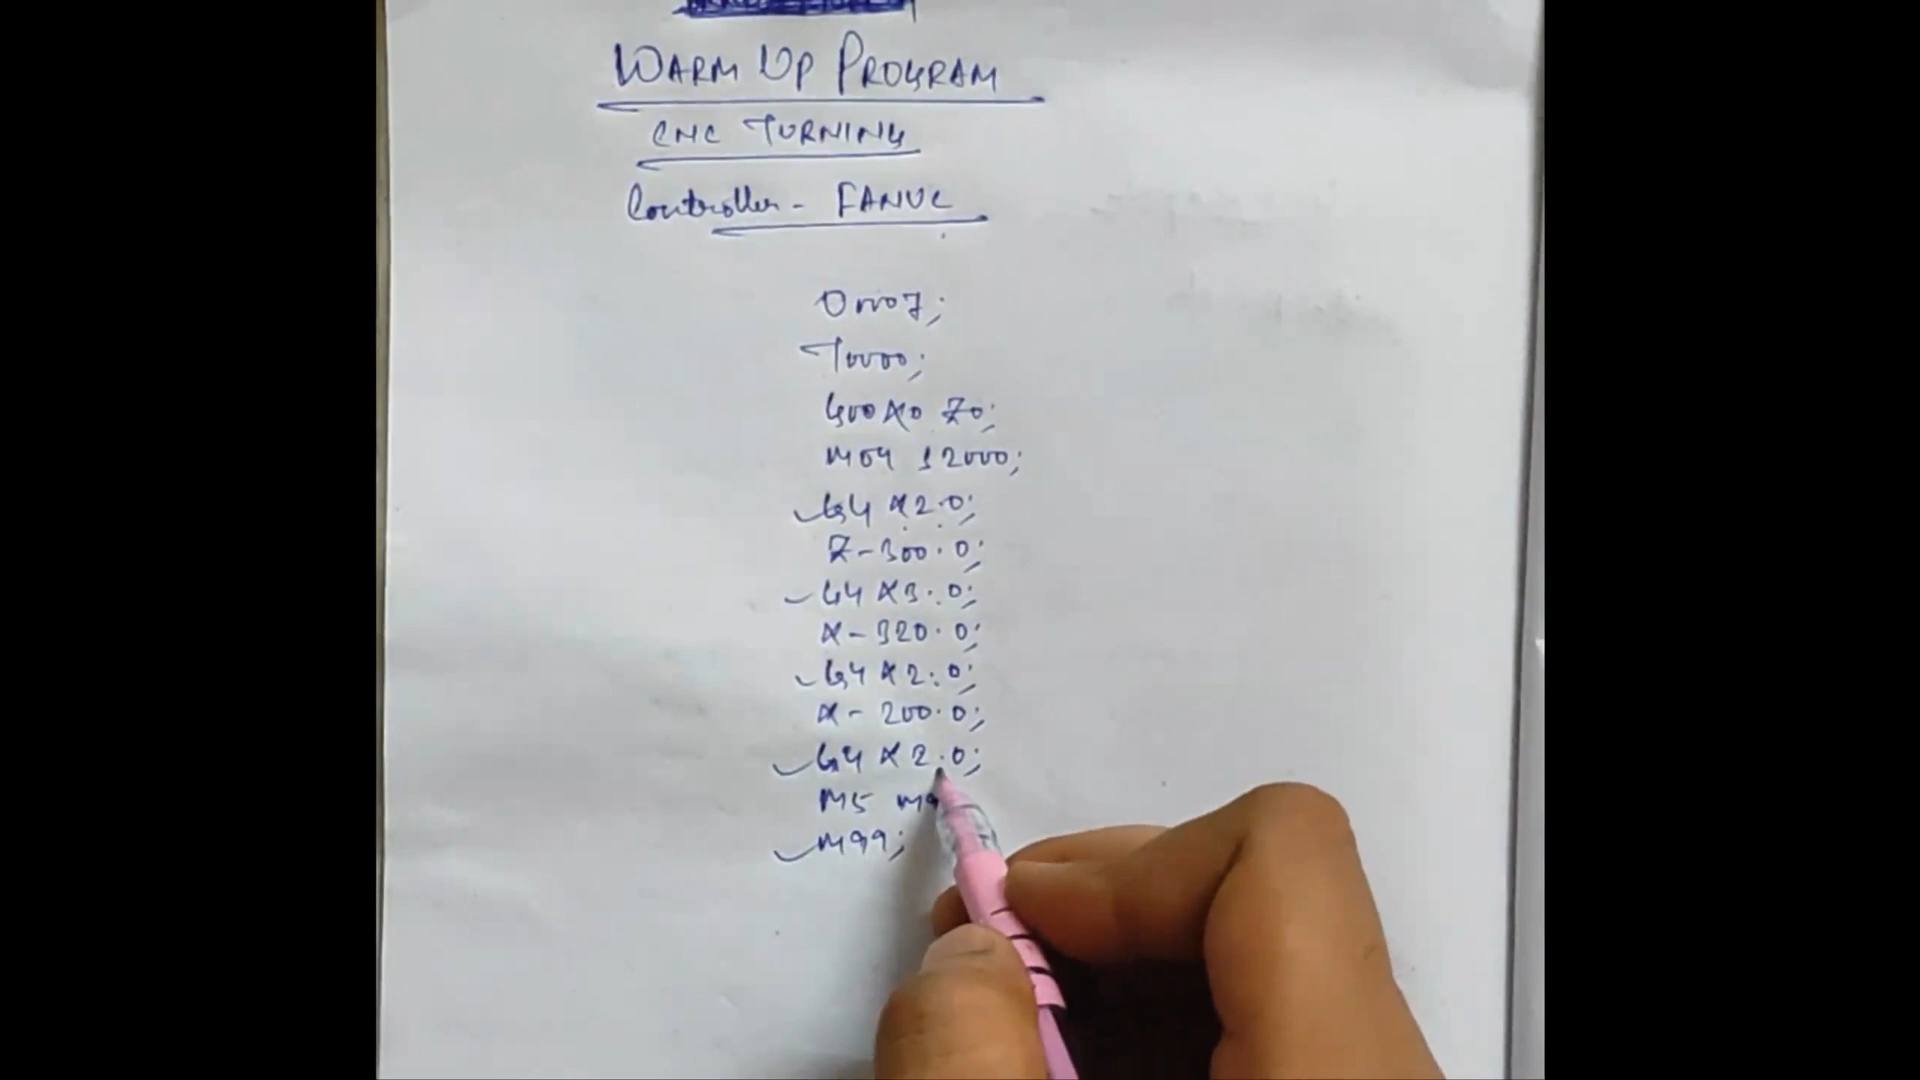 WARM UP PROGRAM
CNC TURNING
Controller - FANUC
O0007;
T0000;
G00 X0 Z0;
M04 S2000;
G4 X2.0;
Z-300.0;
G4 X3.0;
X-320.0;
G4 X2.0;
X-200.0;
G4 X2.0;
M5
M99;